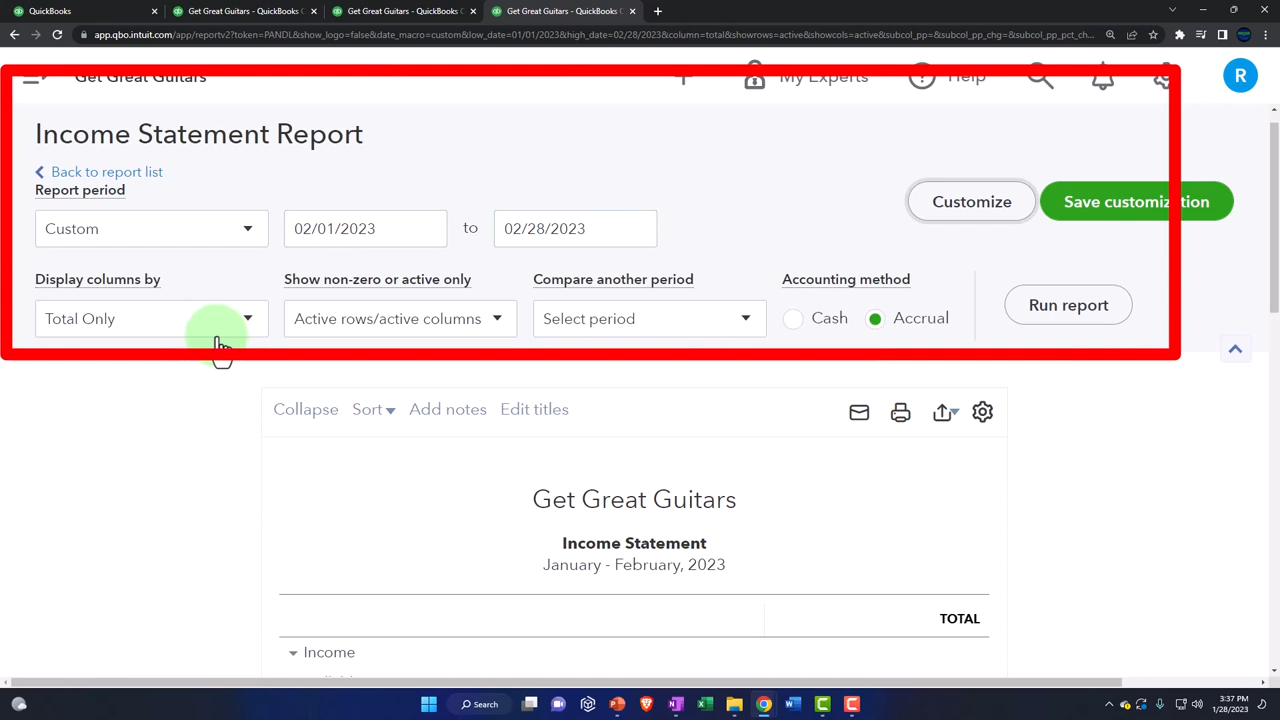 QuickBooks
Get Great Guitars - QuickBooks C
Get Great Guitars - QuickBooks C
Get Great Guitars - QuickBooks C
app.qbo.intuit.com/app/reportv2?token=PANDL&show_logo=false&date_macro=custom&low_date=01/01/2023&high_date=02/28/2023&column=total&showrows=active&showcols=active&subcol_pp=&subcol_pp_chg=&subcol_pp_pct_ch...
Get Great Guitars
My Experts
Help
R
Income Statement Report
Back to report list
Report period
Customize
Save customization
Custom
02/01/2023
to
02/28/2023
Display columns by
Show non-zero or active only
Compare another period
Accounting method
Total Only
Active rows/active columns
Select period
Cash
Accrual
Run report
Collapse
Sort
Add notes
Edit titles
Get Great Guitars
Income Statement
January - February, 2023
TOTAL
Income
Search
3:37 PM
1/28/2023